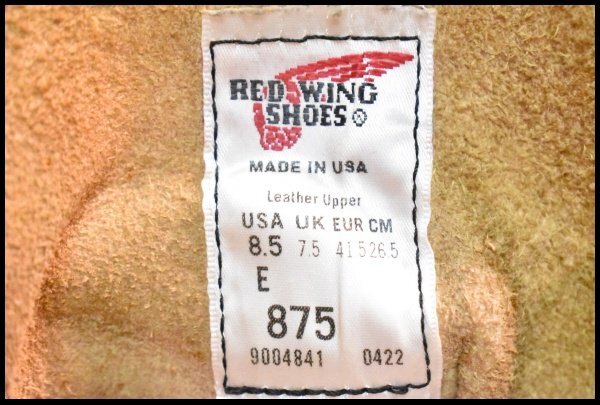 RED WING
SHOES®
MADE IN USA
Leather Upper
USA UK EUR CM
8.5 7.5 41 5 26.5
E
875
9004841 0422